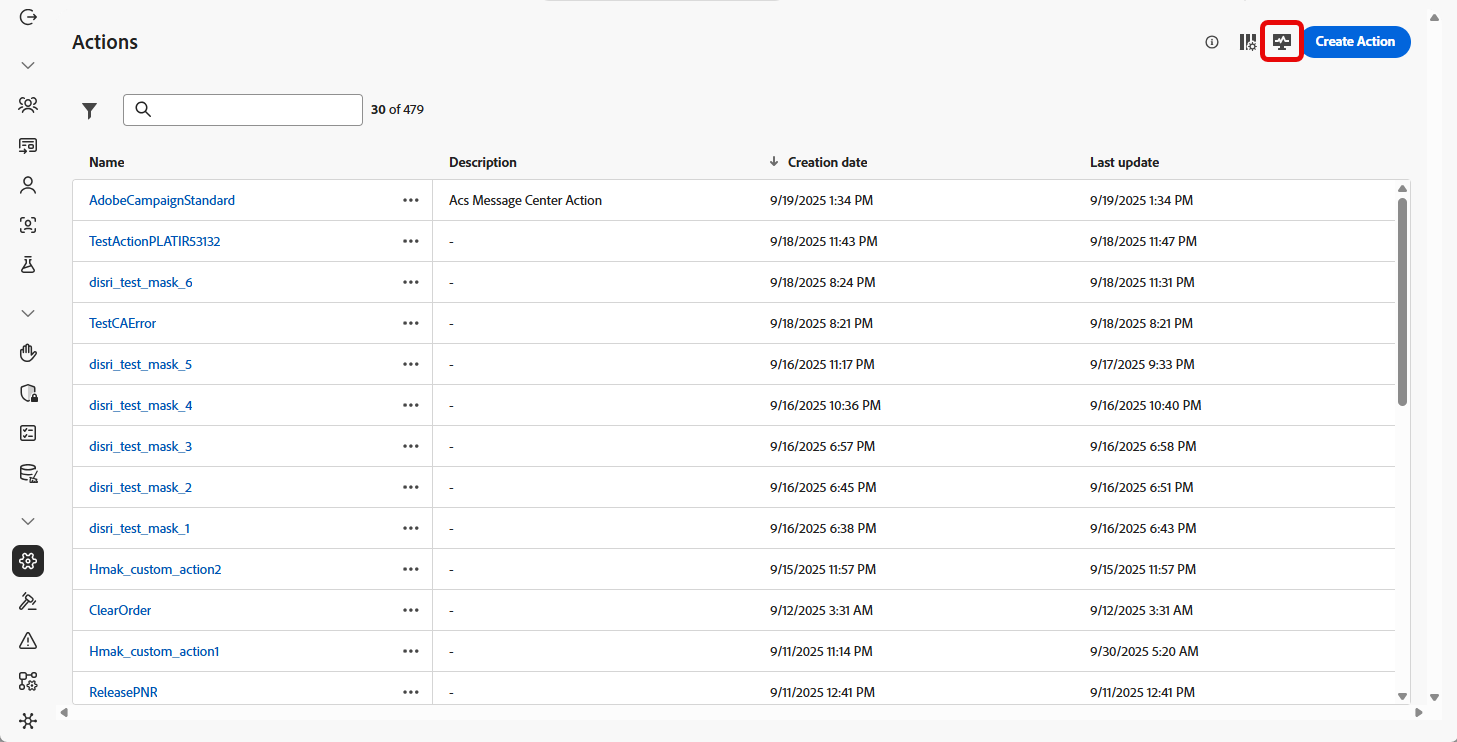 Actions
Create Action
30 of 479
Name Description Creation date Last update
AdobeCampaignStandard ••• Acs Message Center Action 9/19/2025 1:34 PM 9/19/2025 1:34 PM
TestActionPLATIR53132 ••• - 9/18/2025 11:43 PM 9/18/2025 11:47 PM
disri_test_mask_6 ••• - 9/18/2025 8:24 PM 9/18/2025 11:31 PM
TestCAError ••• - 9/18/2025 8:21 PM 9/18/2025 8:21 PM
disri_test_mask_5 ••• - 9/16/2025 11:17 PM 9/17/2025 9:33 PM
disri_test_mask_4 ••• - 9/16/2025 10:36 PM 9/16/2025 10:40 PM
disri_test_mask_3 ••• - 9/16/2025 6:57 PM 9/16/2025 6:58 PM
disri_test_mask_2 ••• - 9/16/2025 6:45 PM 9/16/2025 6:51 PM
disri_test_mask_1 ••• - 9/16/2025 6:38 PM 9/16/2025 6:43 PM
Hmak_custom_action2 ••• - 9/15/2025 11:57 PM 9/15/2025 11:57 PM
ClearOrder ••• - 9/12/2025 3:31 AM 9/12/2025 3:31 AM
Hmak_custom_action1 ••• - 9/11/2025 11:14 PM 9/30/2025 5:20 AM
ReleasePNR ••• - 9/11/2025 12:41 PM 9/11/2025 12:41 PM